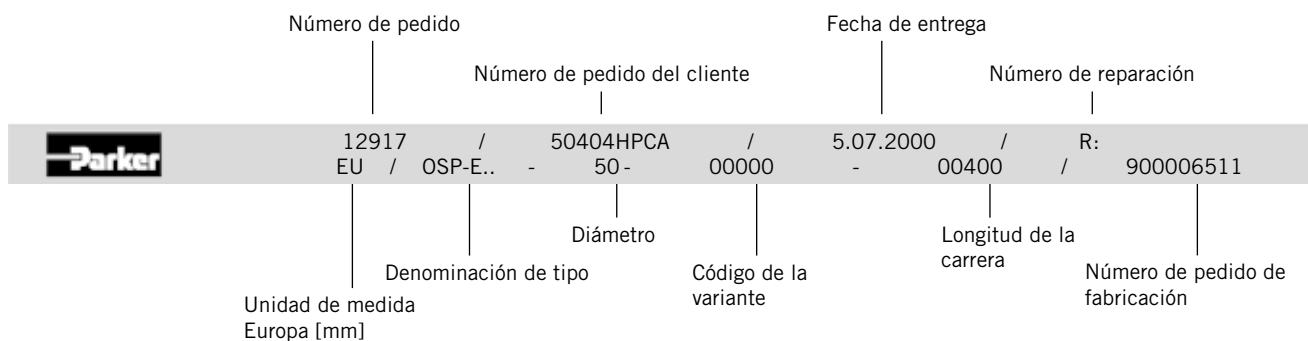 Número de pedido
Fecha de entrega
Número de pedido del cliente
Número de reparación
Parker
12917 / 50404HPCA / 5.07.2000 / R:
EU / OSP-E.. - 50 - 00000 - 00400 / 900006511
Diámetro
Longitud de la
carrera
Denominación de tipo
Código de la
variante
Número de pedido de
fabricación
Unidad de medida
Europa [mm]